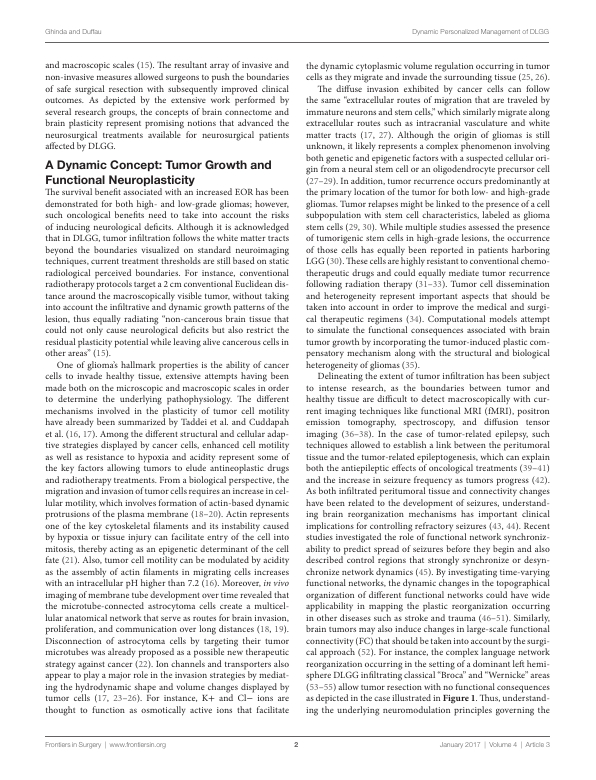 Ghinda and Duffau
Dynamic Personalized Management of DLGG
and macroscopic scales (15). The resultant array of invasive and
non-invasive measures allowed surgeons to push the boundaries
of safe surgical resection with subsequently improved clinical
outcomes. As depicted by the extensive work performed by
several research groups, the concepts of brain connectome and
brain plasticity represent promising notions that advanced the
neurosurgical treatments available for neurosurgical patients
affected by DLGG.
A Dynamic Concept: Tumor Growth and
Functional Neuroplasticity
The survival benefit associated with an increased EOR has been
demonstrated for both high- and low-grade gliomas; however,
such oncological benefits need to take into account the risks
of inducing neurological deficits. Although it is acknowledged
that in DLGG, tumor infiltration follows the white matter tracts
beyond the boundaries visualized on standard neuroimaging
techniques, current treatment thresholds are still based on static
radiological perceived boundaries. For instance, conventional
radiotherapy protocols target a 2 cm conventional Euclidean dis-
tance around the macroscopically visible tumor, without taking
into account the infiltrative and dynamic growth patterns of the
lesion, thus equally radiating “non-cancerous brain tissue that
could not only cause neurological deficits but also restrict the
residual plasticity potential while leaving alive cancerous cells in
other areas” (15).
One of glioma’s hallmark properties is the ability of cancer
cells to invade healthy tissue, extensive attempts having been
made both on the microscopic and macroscopic scales in order
to determine the underlying pathophysiology. The different
mechanisms involved in the plasticity of tumor cell motility
have already been summarized by Taddei et al. and Cuddapah
et al. (16, 17). Among the different structural and cellular adap-
tive strategies displayed by cancer cells, enhanced cell motility
as well as resistance to hypoxia and acidity represent some of
the key factors allowing tumors to elude antineoplastic drugs
and radiotherapy treatments. From a biological perspective, the
migration and invasion of tumor cells requires an increase in cel-
lular motility, which involves formation of actin-based dynamic
protrusions of the plasma membrane (18–20). Actin represents
one of the key cytoskeletal filaments and its instability caused
by hypoxia or tissue injury can facilitate entry of the cell into
mitosis, thereby acting as an epigenetic determinant of the cell
fate (21). Also, tumor cell motility can be modulated by acidity
as the assembly of actin filaments in migrating cells increases
with an intracellular pH higher than 7.2 (16). Moreover, in vivo
imaging of membrane tube development over time revealed that
the microtube-connected astrocytoma cells create a multicel-
lular anatomical network that serve as routes for brain invasion,
proliferation, and communication over long distances (18, 19).
Disconnection of astrocytoma cells by targeting their tumor
microtubes was already proposed as a possible new therapeutic
strategy against cancer (22). Ion channels and transporters also
appear to play a major role in the invasion strategies by mediat-
ing the hydrodynamic shape and volume changes displayed by
tumor cells (17, 23–26). For instance, K+ and Cl− ions are
thought to function as osmotically active ions that facilitate
the dynamic cytoplasmic volume regulation occurring in tumor
cells as they migrate and invade the surrounding tissue (25, 26).
The diffuse invasion exhibited by cancer cells can follow
the same “extracellular routes of migration that are traveled by
immature neurons and stem cells,” which similarly migrate along
extracellular routes such as intracranial vasculature and white
matter tracts (17, 27). Although the origin of gliomas is still
unknown, it likely represents a complex phenomenon involving
both genetic and epigenetic factors with a suspected cellular ori-
gin from a neural stem cell or an oligodendrocyte precursor cell
(27–29). In addition, tumor recurrence occurs predominantly at
the primary location of the tumor for both low- and high-grade
gliomas. Tumor relapses might be linked to the presence of a cell
subpopulation with stem cell characteristics, labeled as glioma
stem cells (29, 30). While multiple studies assessed the presence
of tumorigenic stem cells in high-grade lesions, the occurrence
of those cells has equally been reported in patients harboring
LGG (30). These cells are highly resistant to conventional chemo-
therapeutic drugs and could equally mediate tumor recurrence
following radiation therapy (31–33). Tumor cell dissemination
and heterogeneity represent important aspects that should be
taken into account in order to improve the medical and surgi-
cal therapeutic regimens (34). Computational models attempt
to simulate the functional consequences associated with brain
tumor growth by incorporating the tumor-induced plastic com-
pensatory mechanism along with the structural and biological
heterogeneity of gliomas (35).
Delineating the extent of tumor infiltration has been subject
to intense research, as the boundaries between tumor and
healthy tissue are difficult to detect macroscopically with cur-
rent imaging techniques like functional MRI (fMRI), positron
emission tomography, spectroscopy, and diffusion tensor
imaging (36–38). In the case of tumor-related epilepsy, such
techniques allowed to establish a link between the peritumoral
tissue and the tumor-related epileptogenesis, which can explain
both the antiepileptic effects of oncological treatments (39–41)
and the increase in seizure frequency as tumors progress (42).
As both infiltrated peritumoral tissue and connectivity changes
have been related to the development of seizures, understand-
ing brain reorganization mechanisms has important clinical
implications for controlling refractory seizures (43, 44). Recent
studies investigated the role of functional network synchroniz-
ability to predict spread of seizures before they begin and also
described control regions that strongly synchronize or desyn-
chronize network dynamics (45). By investigating time-varying
functional networks, the dynamic changes in the topographical
organization of different functional networks could have wide
applicability in mapping the plastic reorganization occurring
in other diseases such as stroke and trauma (46–51). Similarly,
brain tumors may also induce changes in large-scale functional
connectivity (FC) that should be taken into account by the surgi-
cal approach (52). For instance, the complex language network
reorganization occurring in the setting of a dominant left hemi-
sphere DLGG infiltrating classical “Broca” and “Wernicke” areas
(53–55) allow tumor resection with no functional consequences
as depicted in the case illustrated in Figure 1. Thus, understand-
ing the underlying neuromodulation principles governing the
Frontiers in Surgery | www.frontiersin.org
2
January 2017 | Volume 4 | Article 3